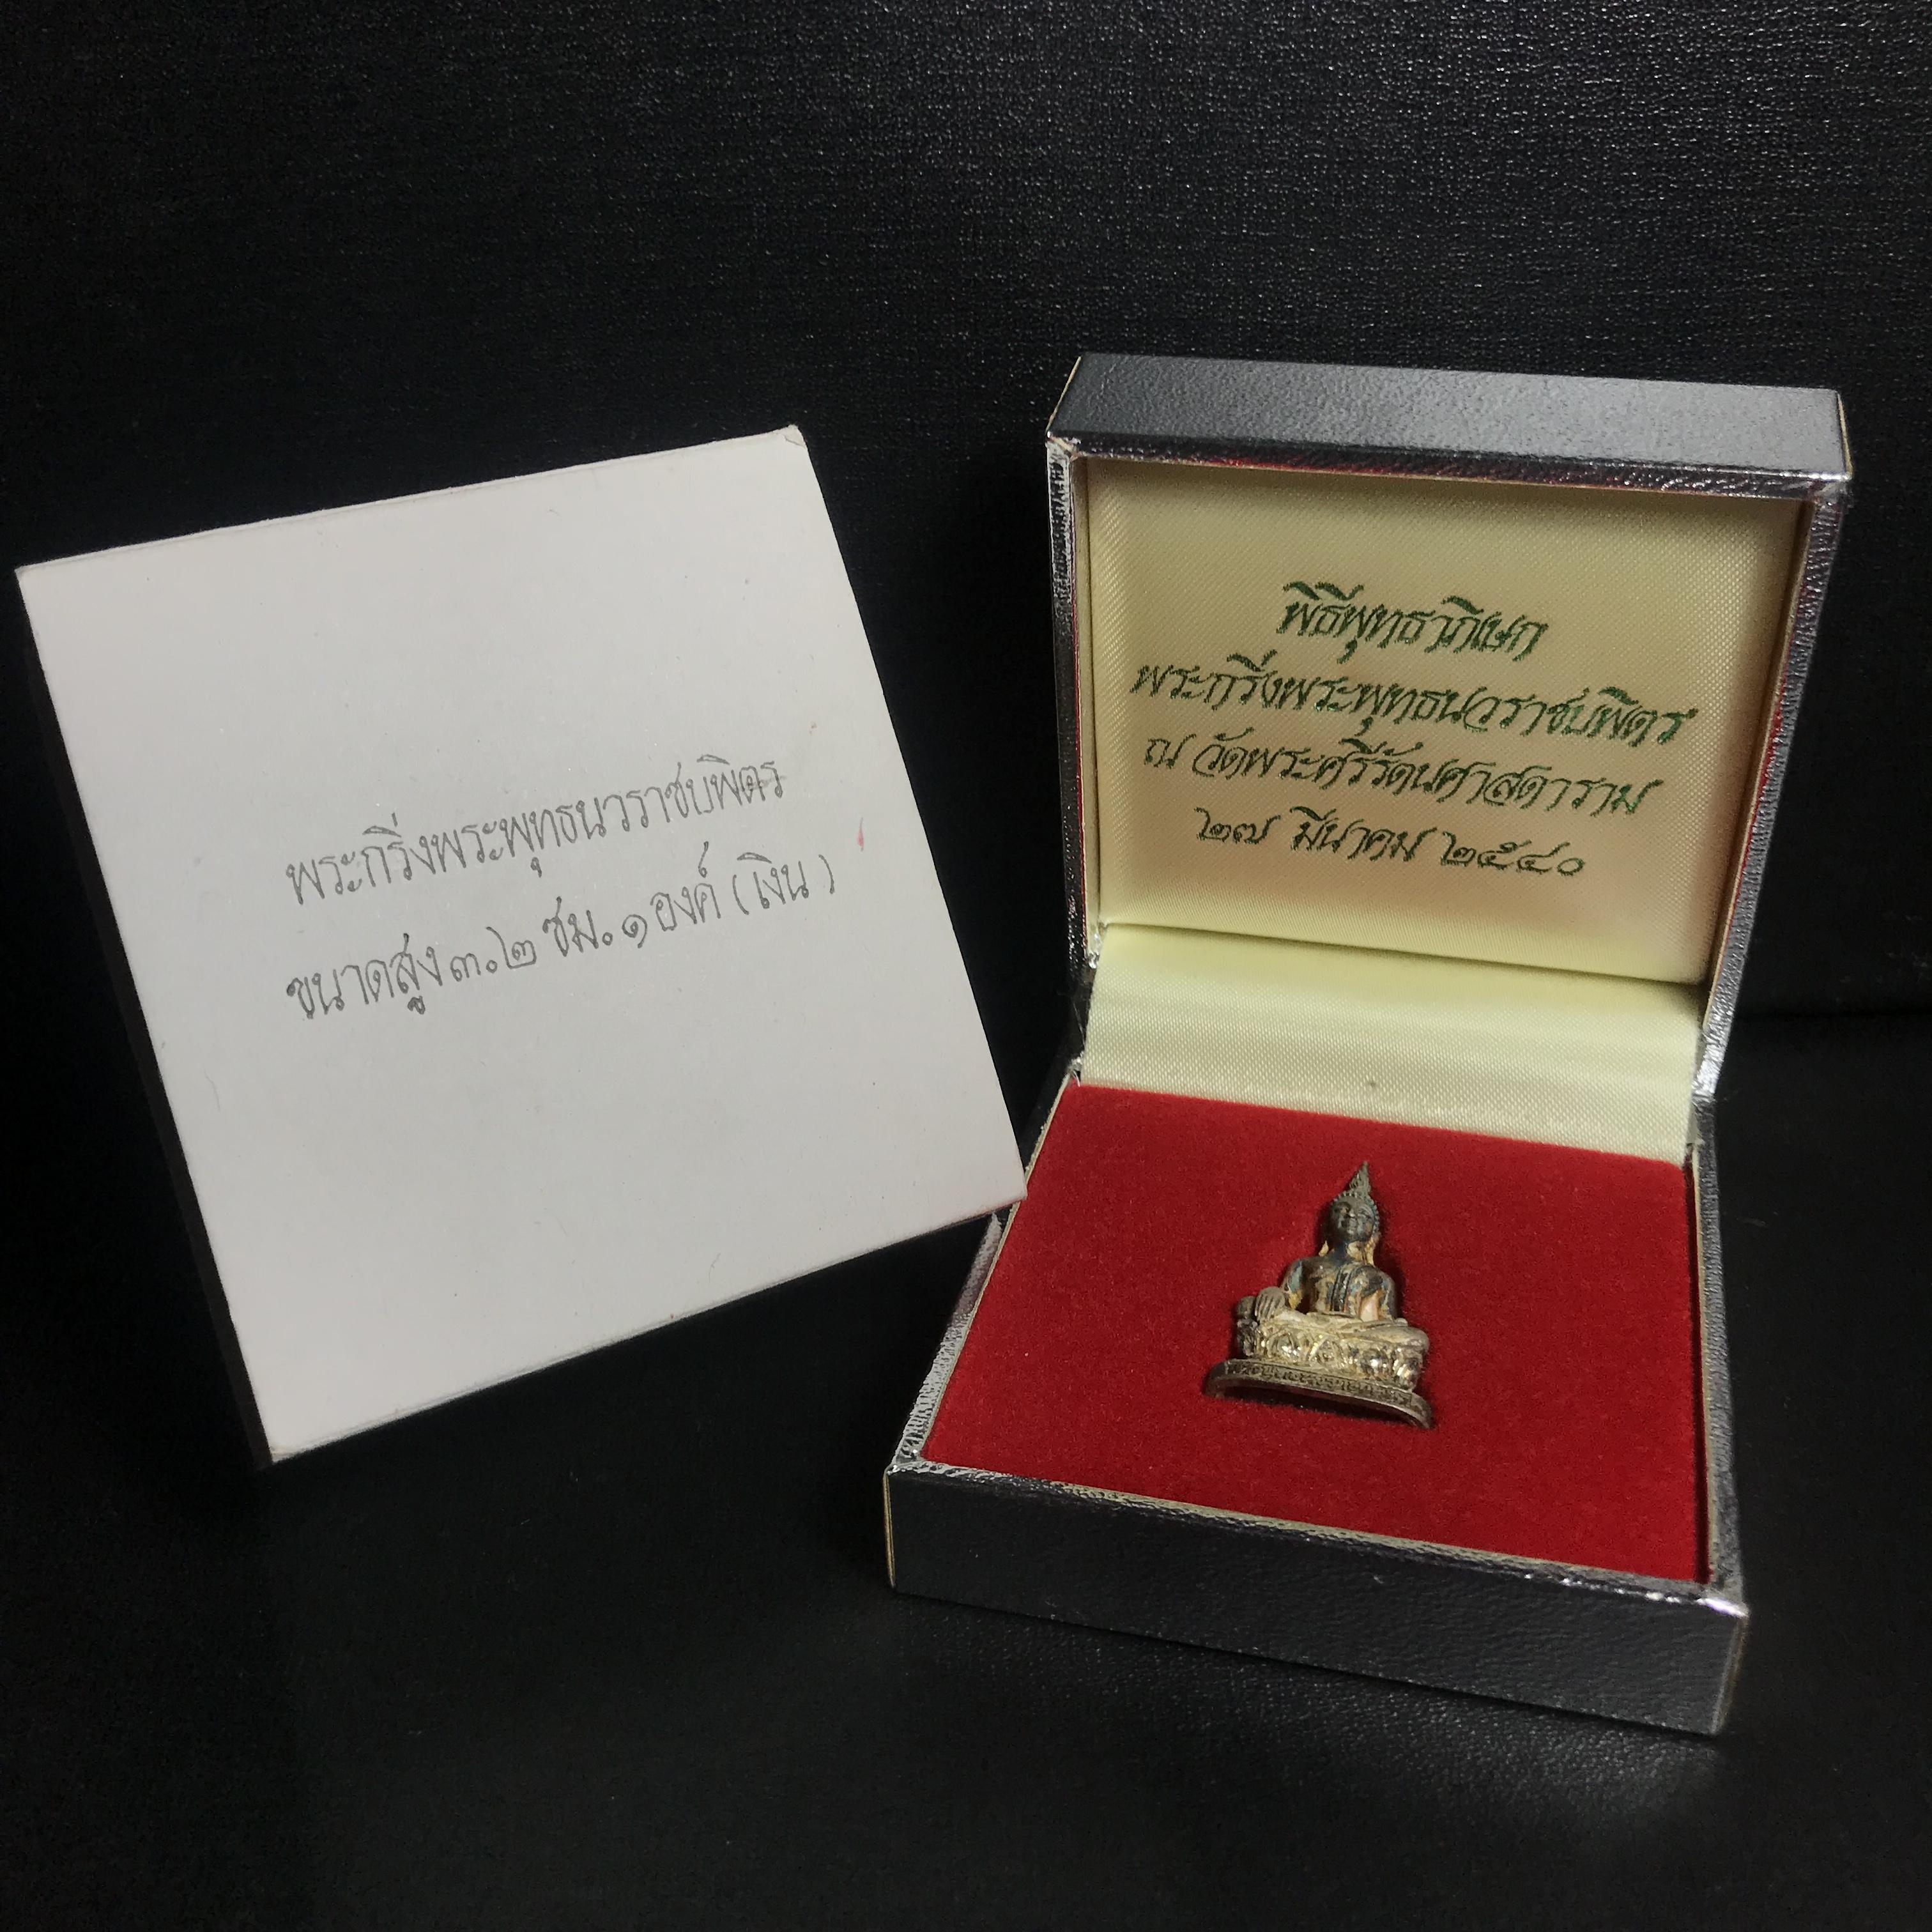 พระกริ่งพระพุทธนวราชบพิตร
ขนาดสูง ๓.๒ ซม. ๑ องค์ (เงิน)
พิธีพุทธาภิเษก
พระกริ่งพระพุทธนวราชบพิตร
ณ วัดพระศรีรัตนศาสดาราม
๒๗ มีนาคม ๒๕๔๐